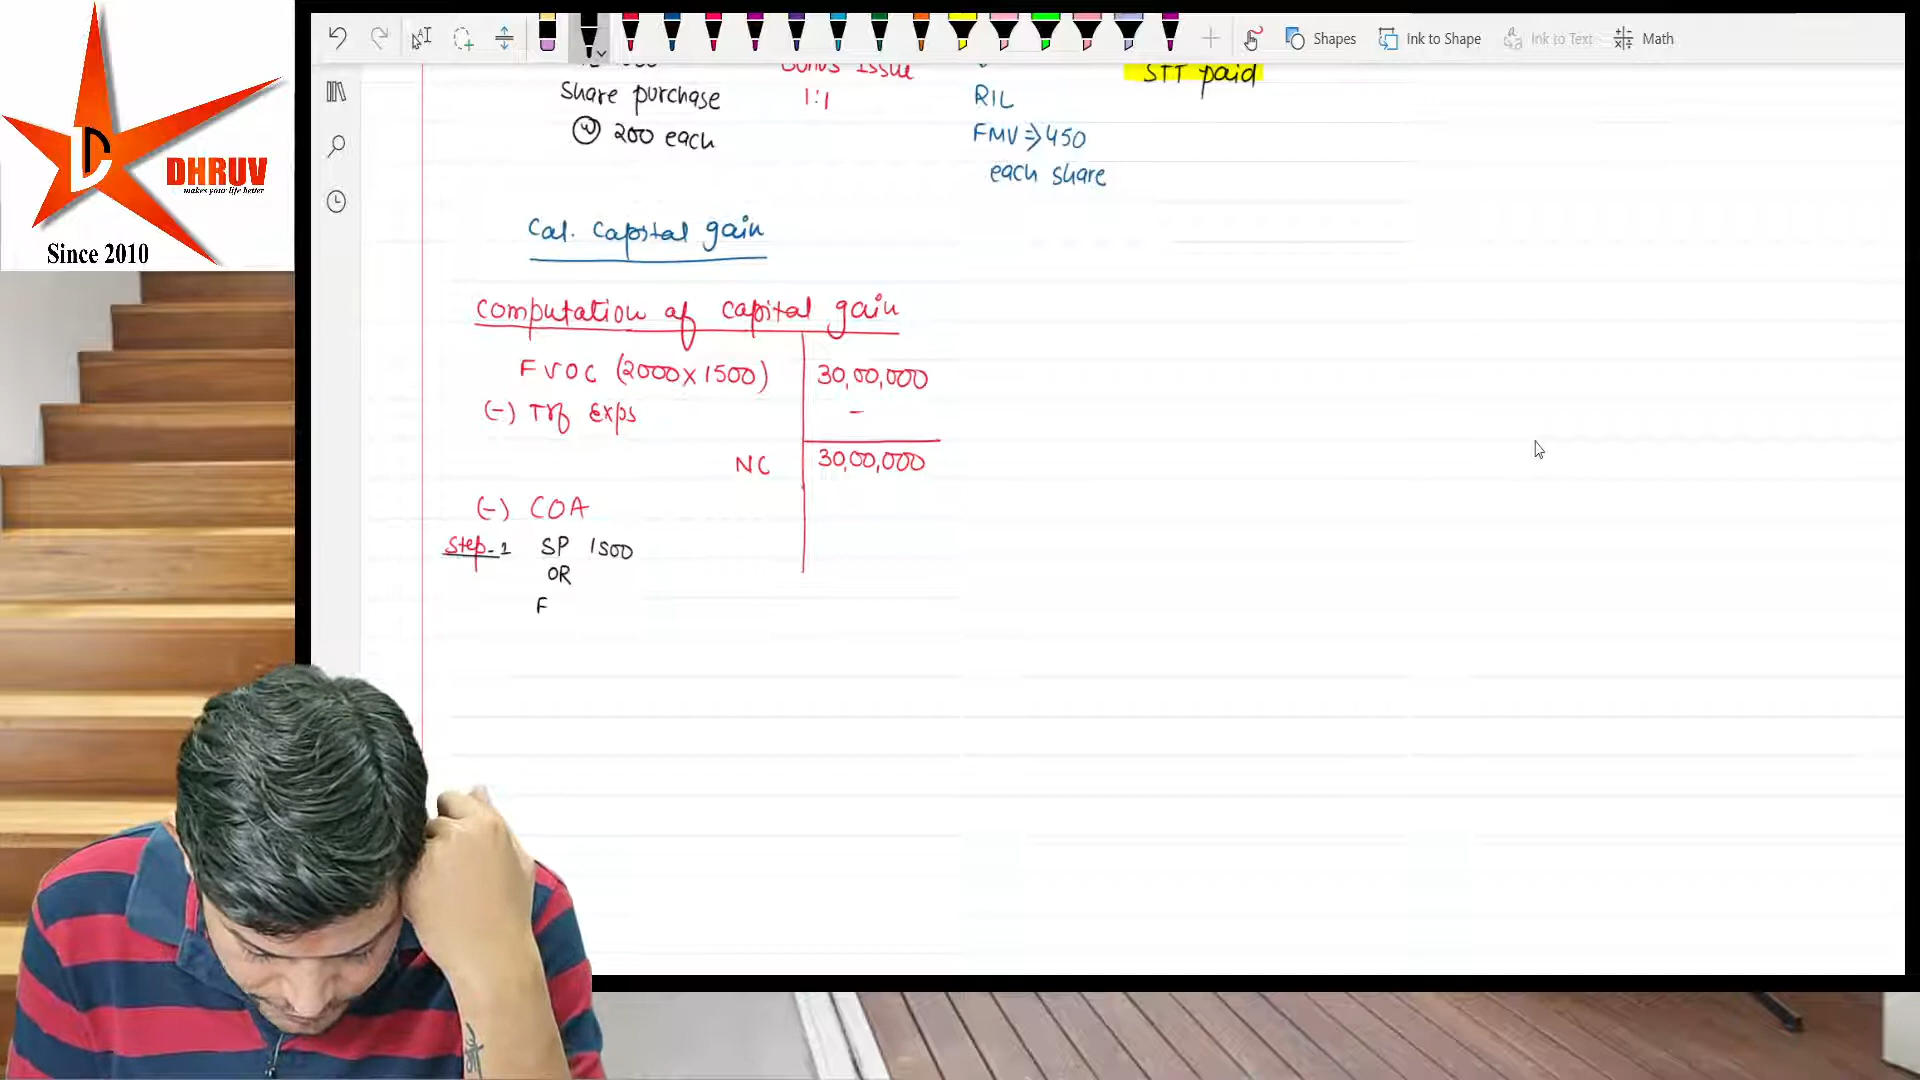 Shapes
Ink to Shape
Ink to Text
Math
DC
DHRUV
makes your life better
Since 2010
Bonus Issue
1:1
STT paid
Share purchase
@ 200 each
RIL
FMV ⇒ 450
each share
Cal. Capital gain
Computation of capital gain
FVOC (2000×1500) 30,00,000
(-) Trf Exps -
NC 30,00,000
(-) COA
Step-1 SP 1500
OR
F